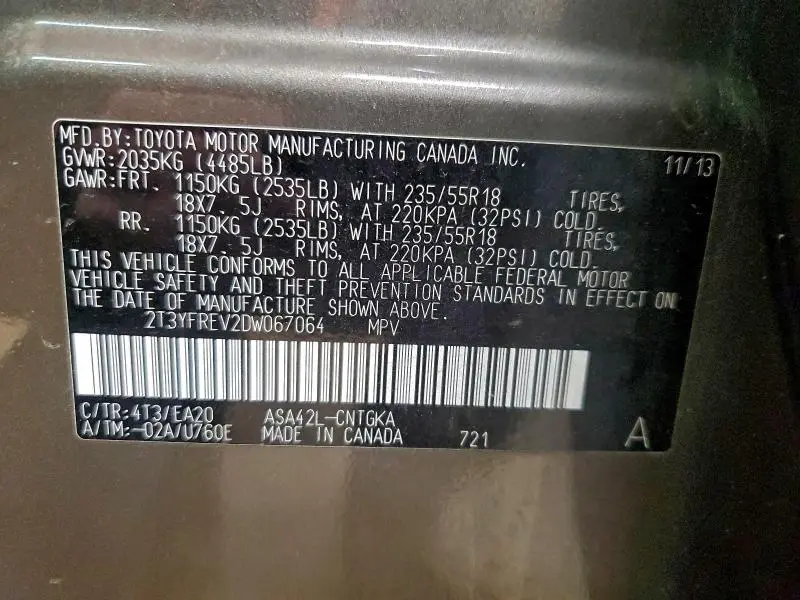 MFD.BY:TOYOTA MOTOR MANUFACTURING CANADA INC. 11/13
GVWR:2035KG (4485LB)
GAWR:FRT. 1150KG (2535LB) WITH 235/55R18 TIRES,
18X7. 5J RIMS, AT 220KPA (32PSI) COLD.
RR. 1150KG (2535LB) WITH 235/55R18 TIRES,
18X7. 5J RIMS, AT 220KPA (32PSI) COLD.
THIS VEHICLE CONFORMS TO ALL APPLICABLE FEDERAL MOTOR
VEHICLE SAFETY AND THEFT PREVENTION STANDARDS IN EFFECT ON
THE DATE OF MANUFACTURE SHOWN ABOVE.
2T3YFREV2DW067064 MPV
C/TR:4T3/EA20 ASA42L-CNTGKA
A/TM:-02A/U760E MADE IN CANADA 721 A